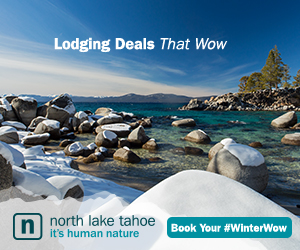 Lodging Deals That Wow
n
north lake tahoe
it's human nature
Book Your #WinterWow